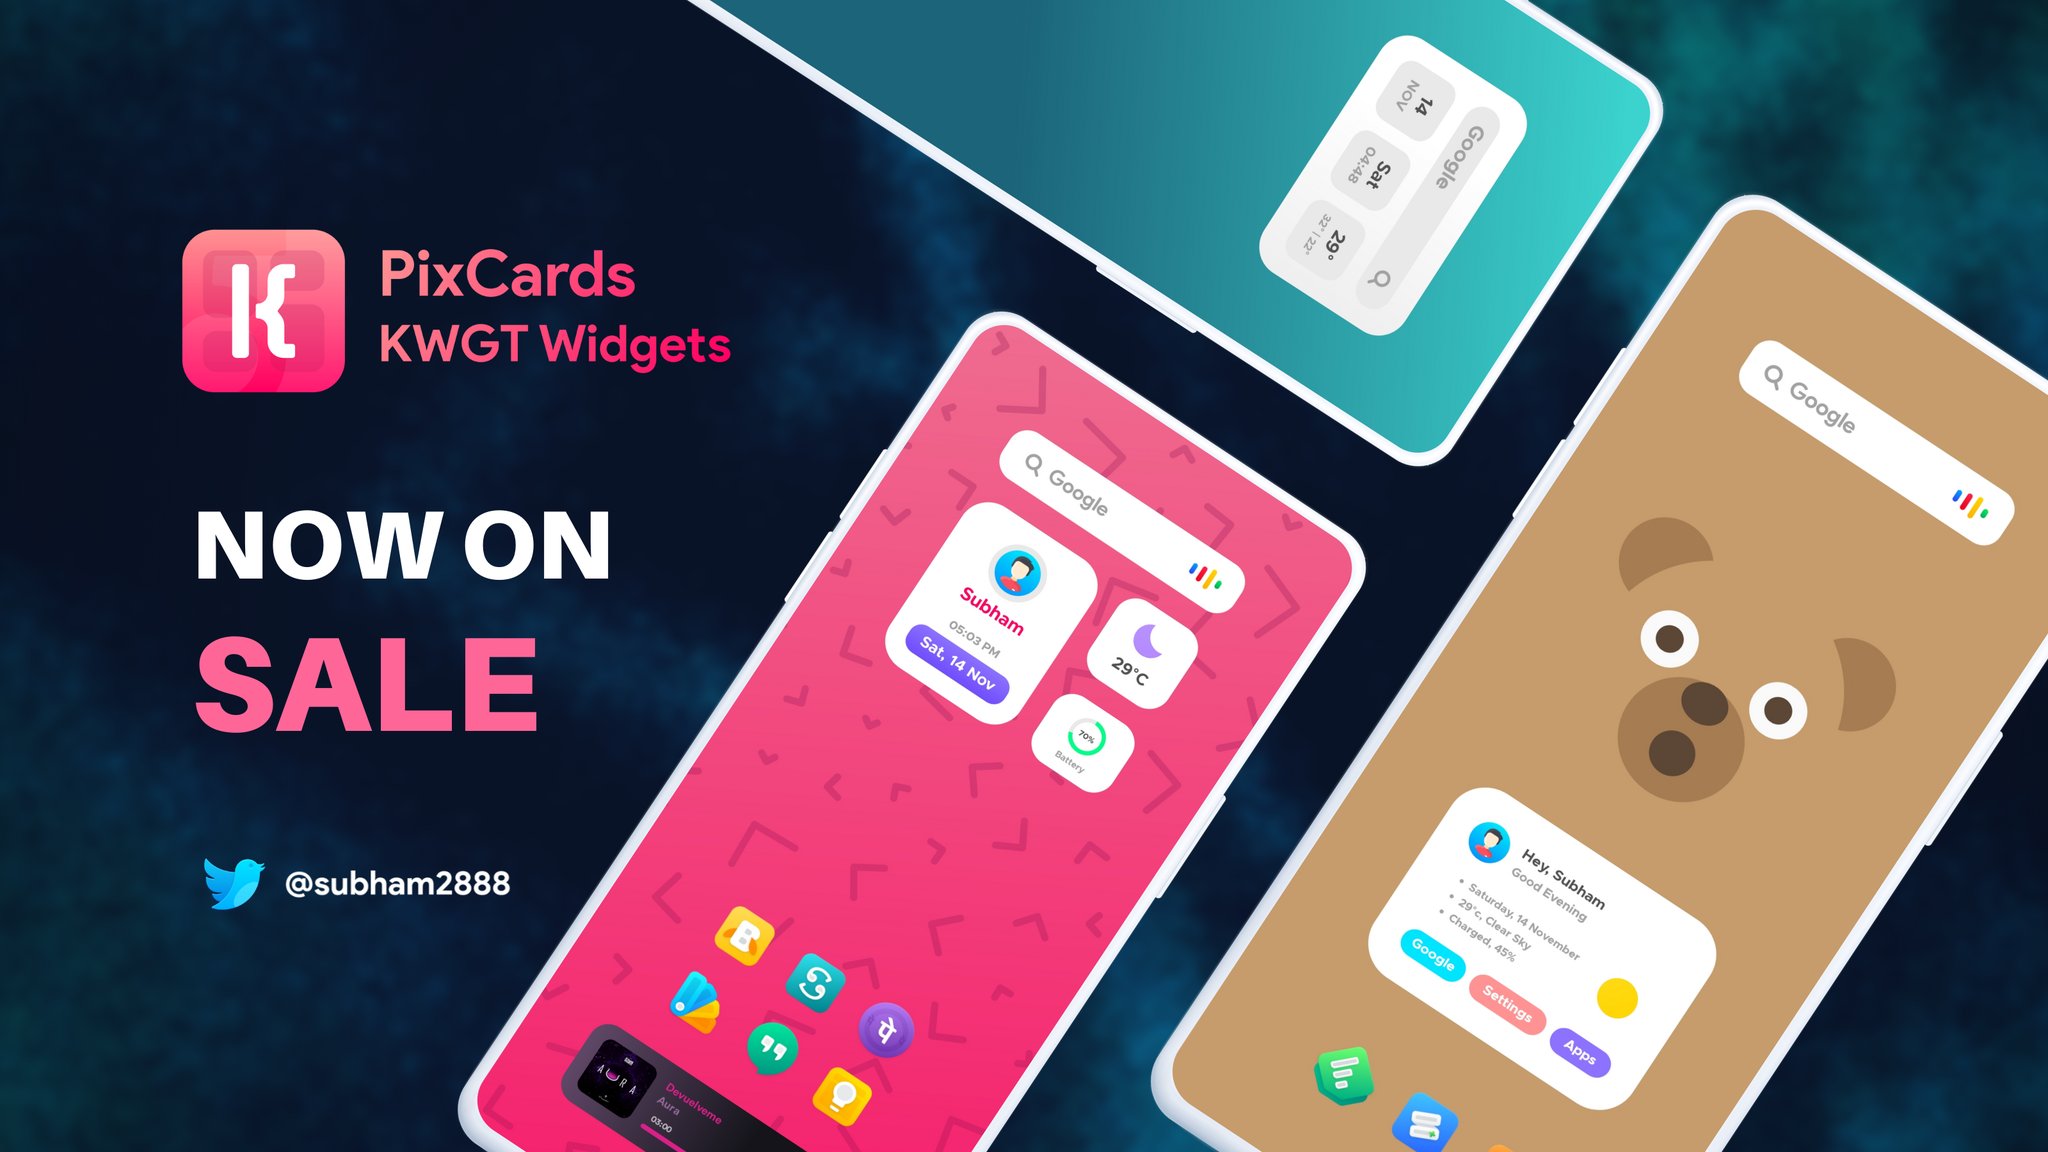 PixCards
KWGT Widgets
NOW ON
SALE
@subham2888
14
NOV
Sat
04:48
29°
32° | 22°
Google
Google
Subham
05:03 PM
Sat, 14 Nov
29°C
70%
Battery
B
पे
AURA
Devuelveme
Aura
03:00
Google
Hey, Subham
Good Evening
• Saturday, 14 November
• 29°c, Clear Sky
• Charged, 45%
Google
Settings
Apps